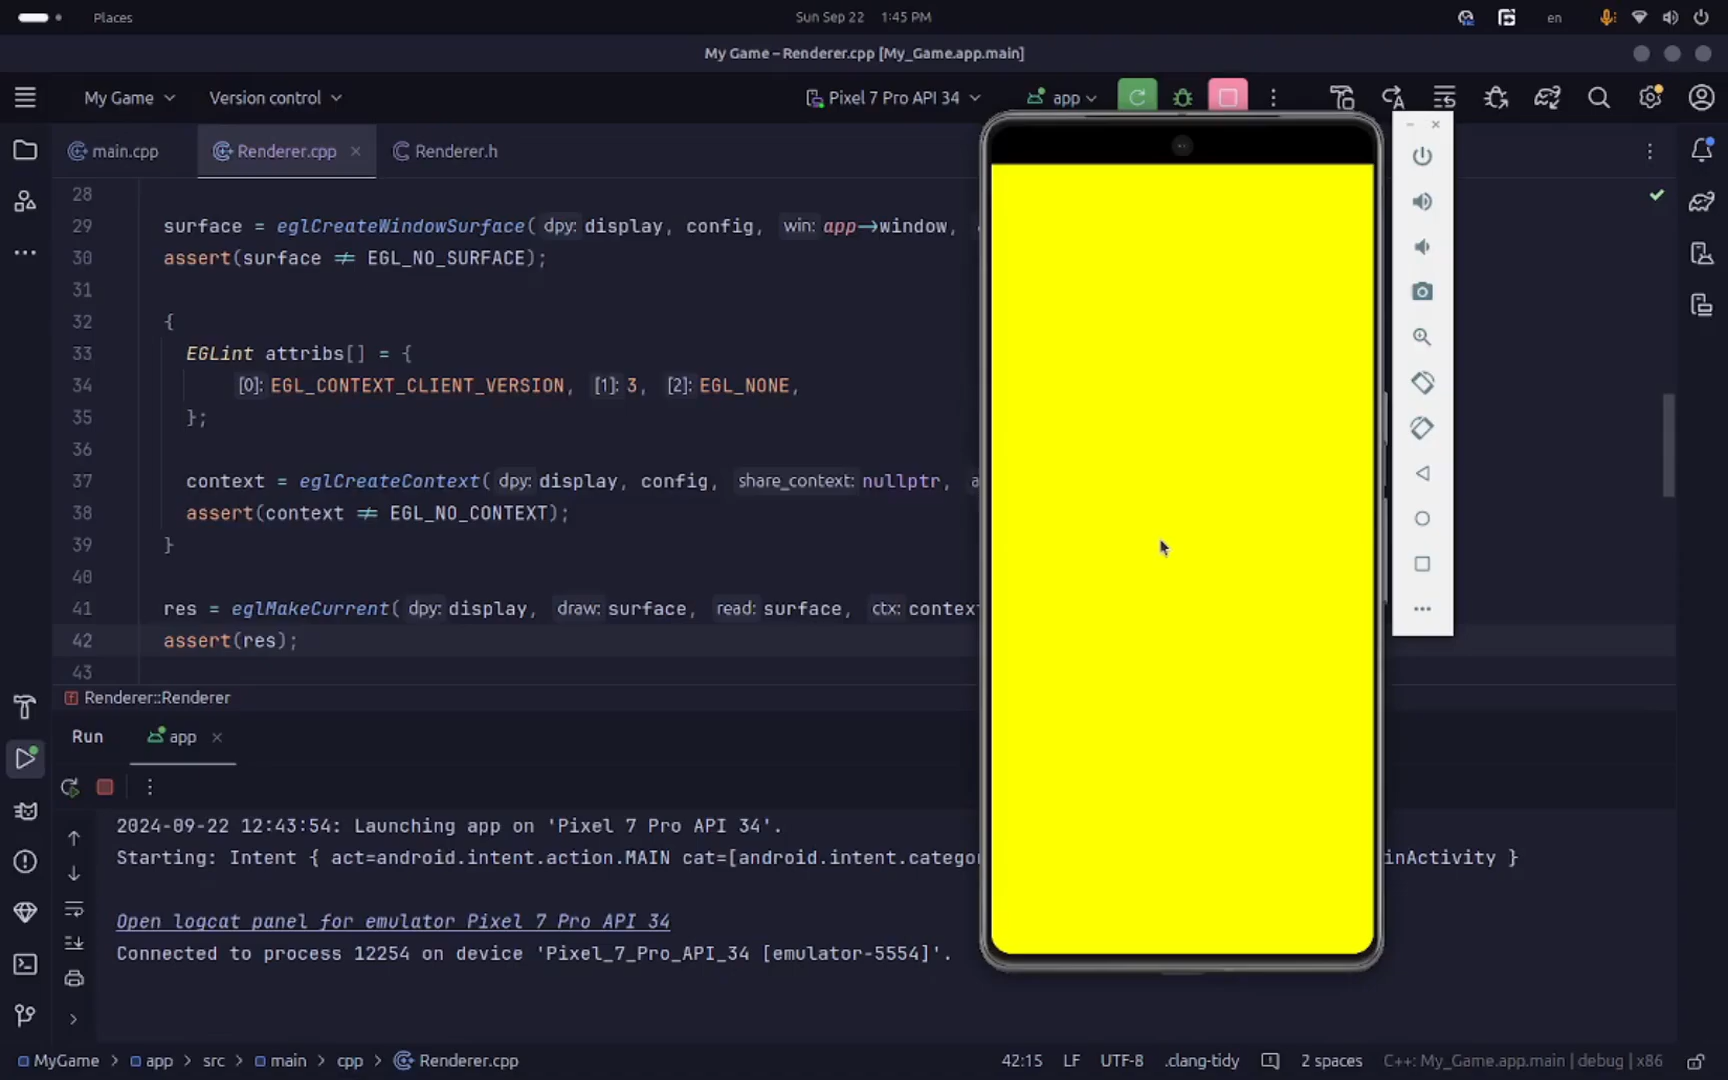 Places
Sun Sep 22 1:45 PM
en
My Game – Renderer.cpp [My_Game.app.main]
My Game
Version control
Pixel 7 Pro API 34
app
main.cpp
Renderer.cpp
Renderer.h
28
29 surface = eglCreateWindowSurface( dpy: display, config, win: app→window,
30 assert(surface ≠ EGL_NO_SURFACE);
31
32 {
33 EGLint attribs[] = {
34 [0]: EGL_CONTEXT_CLIENT_VERSION, [1]: 3, [2]: EGL_NONE,
35 };
36
37 context = eglCreateContext( dpy: display, config, share_context: nullptr, a
38 assert(context ≠ EGL_NO_CONTEXT);
39 }
40
41 res = eglMakeCurrent( dpy: display, draw: surface, read: surface, ctx: context
42 assert(res);
43
Renderer::Renderer
Run
app
2024-09-22 12:43:54: Launching app on 'Pixel 7 Pro API 34'.
Starting: Intent { act=android.intent.action.MAIN cat=[android.intent.catego inActivity }
Open logcat panel for emulator Pixel 7 Pro API 34
Connected to process 12254 on device 'Pixel_7_Pro_API_34 [emulator-5554]'.
MyGame > app > src > main > cpp > Renderer.cpp
42:15 LF UTF-8 .clang-tidy 2 spaces C++: My_Game.app.main | debug | x86